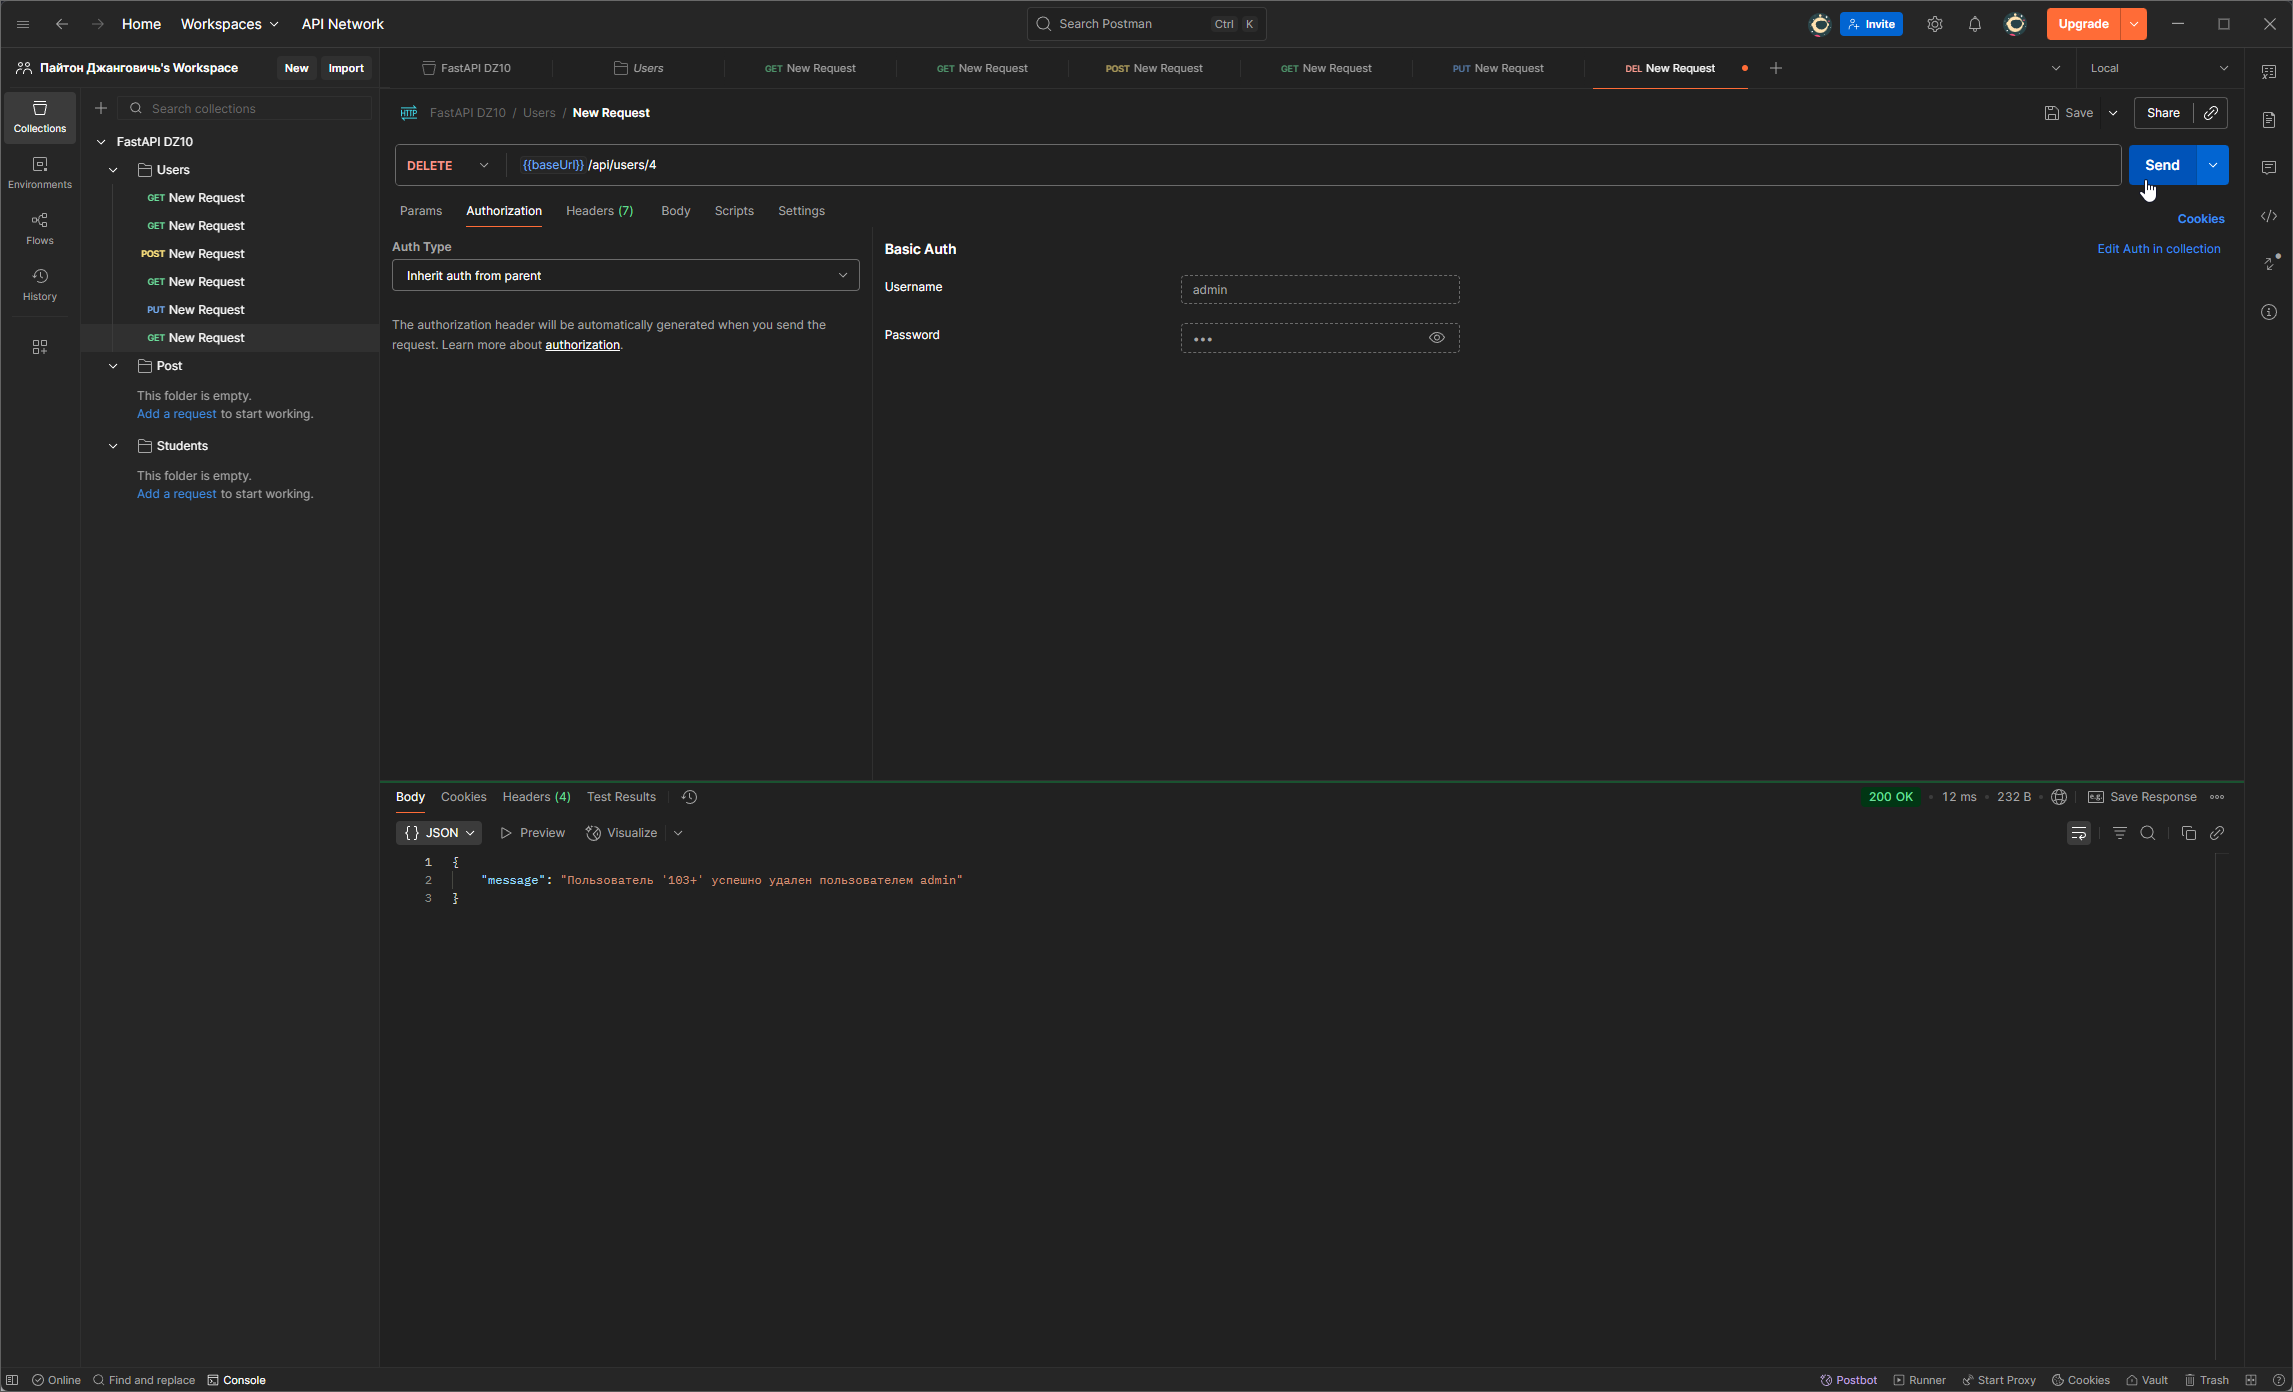 Home
Workspaces
API Network
Search Postman
Ctrl K
Invite
Upgrade
Пайтон Джанговичь's Workspace
New
Import
FastAPI DZ10
Users
GET New Request
GET New Request
POST New Request
GET New Request
PUT New Request
DEL New Request
Local
Collections
Environments
Flows
History
Search collections
FastAPI DZ10
Users
GET New Request
GET New Request
POST New Request
GET New Request
PUT New Request
GET New Request
Post
This folder is empty.
Add a request to start working.
Students
This folder is empty.
Add a request to start working.
HTTP FastAPI DZ10 / Users / New Request
Save
Share
DELETE
{{baseUrl}} /api/users/4
Send
Params
Authorization
Headers (7)
Body
Scripts
Settings
Cookies
Auth Type
Inherit auth from parent
The authorization header will be automatically generated when you send the
request. Learn more about authorization.
Basic Auth
Edit Auth in collection
Username
admin
Password
Body
Cookies
Headers (4)
Test Results
200 OK
12 ms
232 B
e.g. Save Response
{} JSON
Preview
Visualize
1 {
2 "message": "Пользователь '103+' успешно удален пользователем admin"
3 }
Online
Find and replace
Console
Postbot
Runner
Start Proxy
Cookies
Vault
Trash